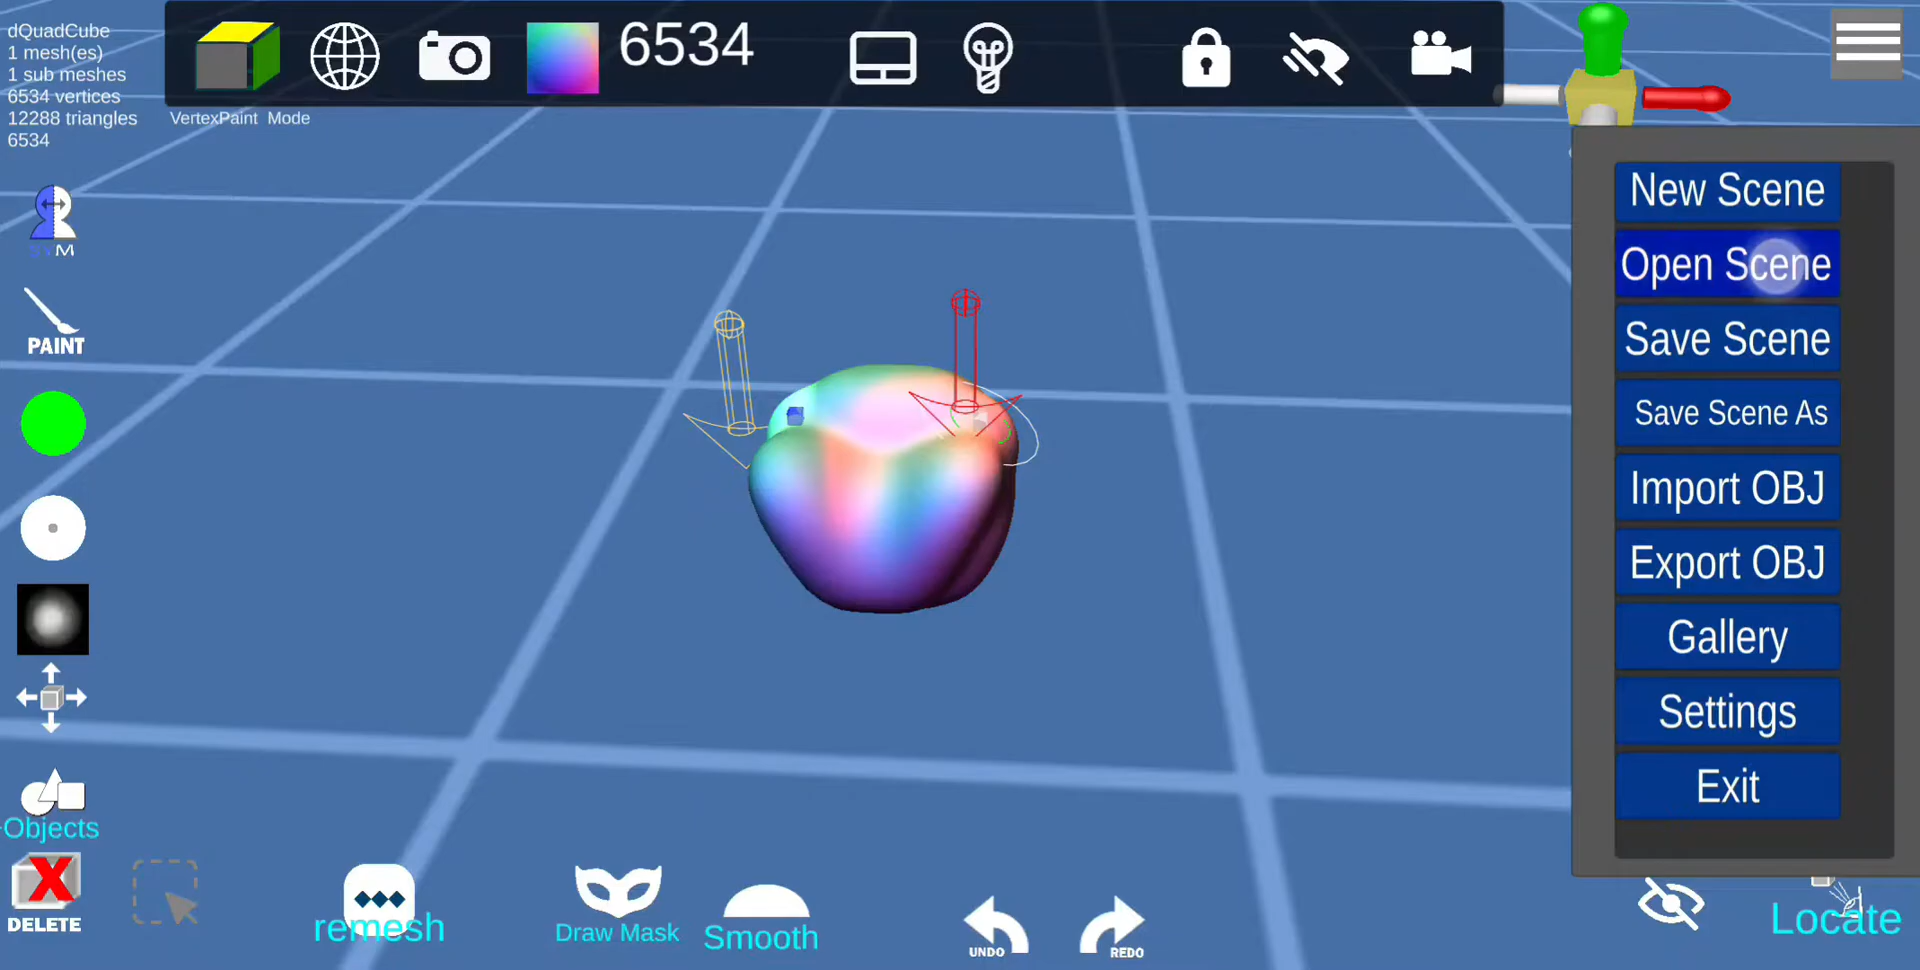 dQuadCube
1 mesh(es)
1 sub meshes
6534 vertices
12288 triangles
6534
6534
VertexPaint Mode
SYM
PAINT
Objects
DELETE
remesh
Draw Mask
Smooth
UNDO
REDO
New Scene
Open Scene
Save Scene
Save Scene As
Import OBJ
Export OBJ
Gallery
Settings
Exit
Locate